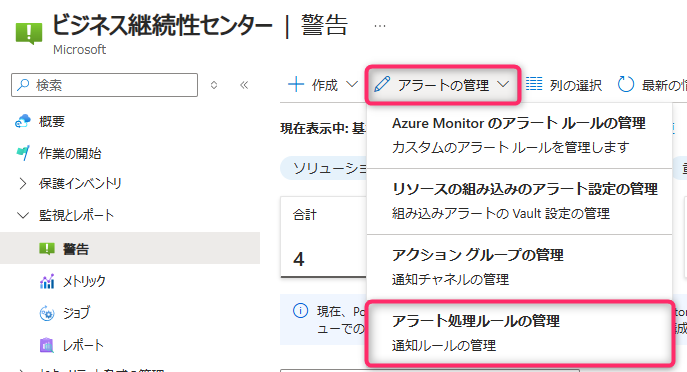 ビジネス継続性センター | 警告 …
Microsoft
検索
作成
アラートの管理
列の選択
最新の情
概要
作業の開始
保護インベントリ
監視とレポート
警告
メトリック
ジョブ
レポート
現在表示中: 基
ソリューション
合計
4
現在、Po
ューでの
Azure Monitor のアラート ルールの管理
カスタムのアラート ルールを管理します
リソースの組み込みのアラート設定の管理
組み込みアラートの Vault 設定の管理
アクション グループの管理
通知チャネルの管理
アラート処理ルールの管理
通知ルールの管理